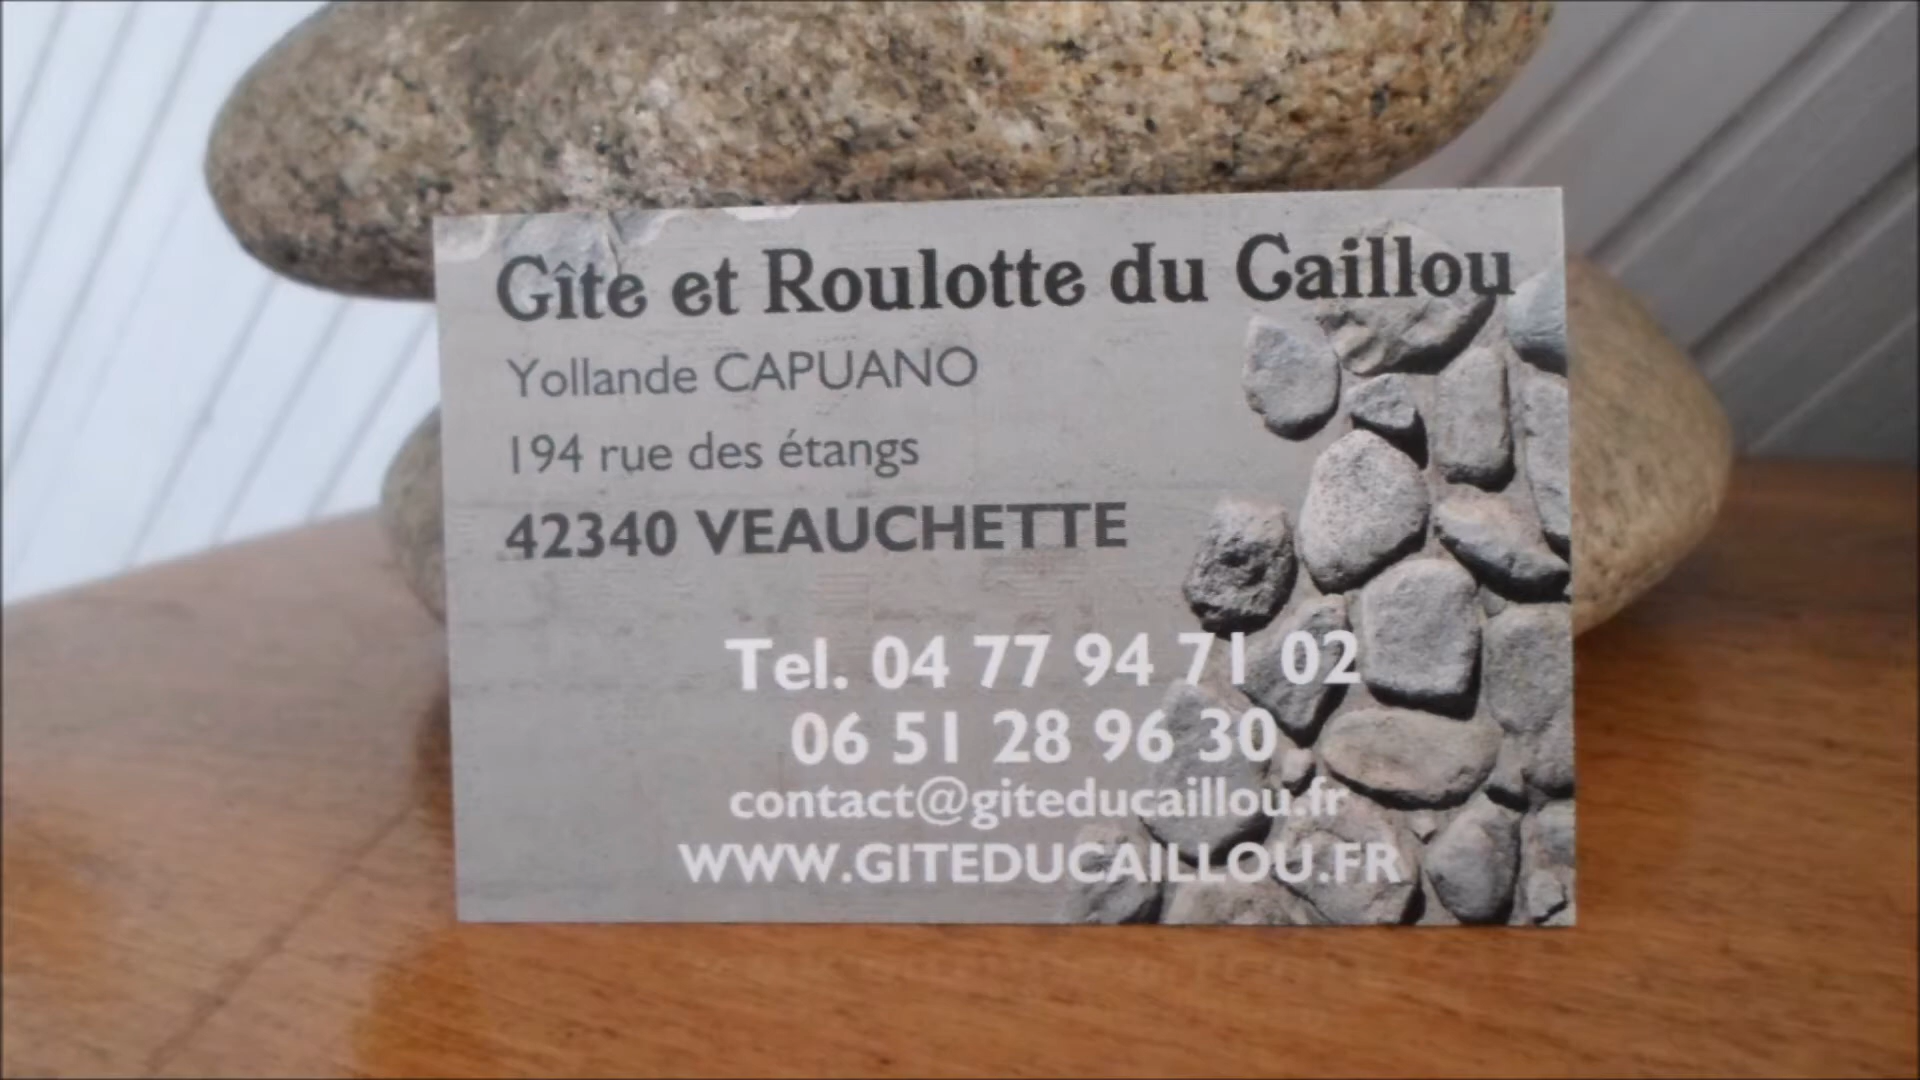 Gîte et Roulotte du Caillou
Yollande CAPUANO
194 rue des étangs
42340 VEAUCHETTE
Tel. 04 77 94 71 02
06 51 28 96 30
contact@giteducaillou.fr
WWW.GITEDUCAILLOU.FR